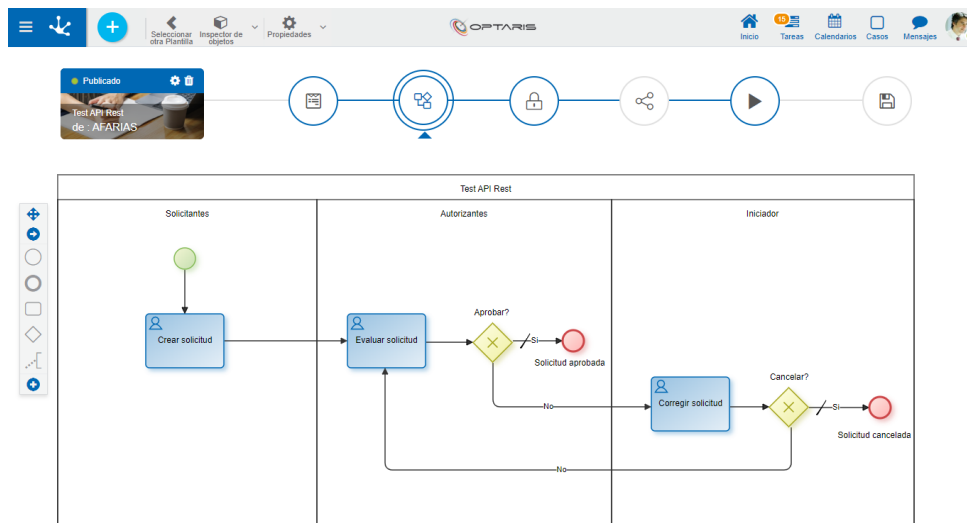 Seleccionar
otra Plantilla
Inspector de
objetos
Propiedades
OPTARIS
Inicio
15
Tareas
Calendarios
Casos
Mensajes
Publicado
Test API Rest
de : AFARIAS
Test API Rest
Solicitantes
Autorizantes
Iniciador
Crear solicitud
Evaluar solicitud
Aprobar?
Si
Solicitud aprobada
No
Corregir solicitud
Cancelar?
Si
Solicitud cancelada
No